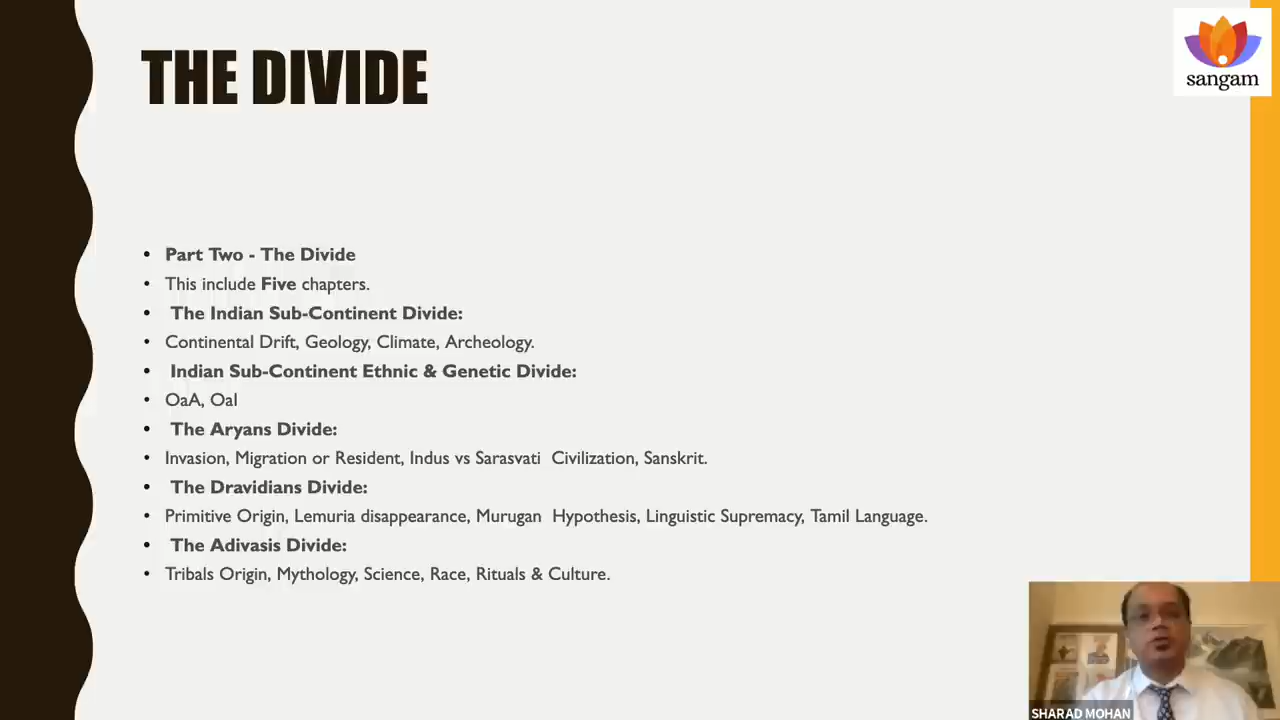 THE DIVIDE
sangam
• Part Two - The Divide
• This include Five chapters.
• The Indian Sub-Continent Divide:
• Continental Drift, Geology, Climate, Archeology.
• Indian Sub-Continent Ethnic & Genetic Divide:
• OaA, OaI
• The Aryans Divide:
• Invasion, Migration or Resident, Indus vs Sarasvati Civilization, Sanskrit.
• The Dravidians Divide:
• Primitive Origin, Lemuria disappearance, Murugan Hypothesis, Linguistic Supremacy, Tamil Language.
• The Adivasis Divide:
• Tribals Origin, Mythology, Science, Race, Rituals & Culture.
SHARAD MOHAN